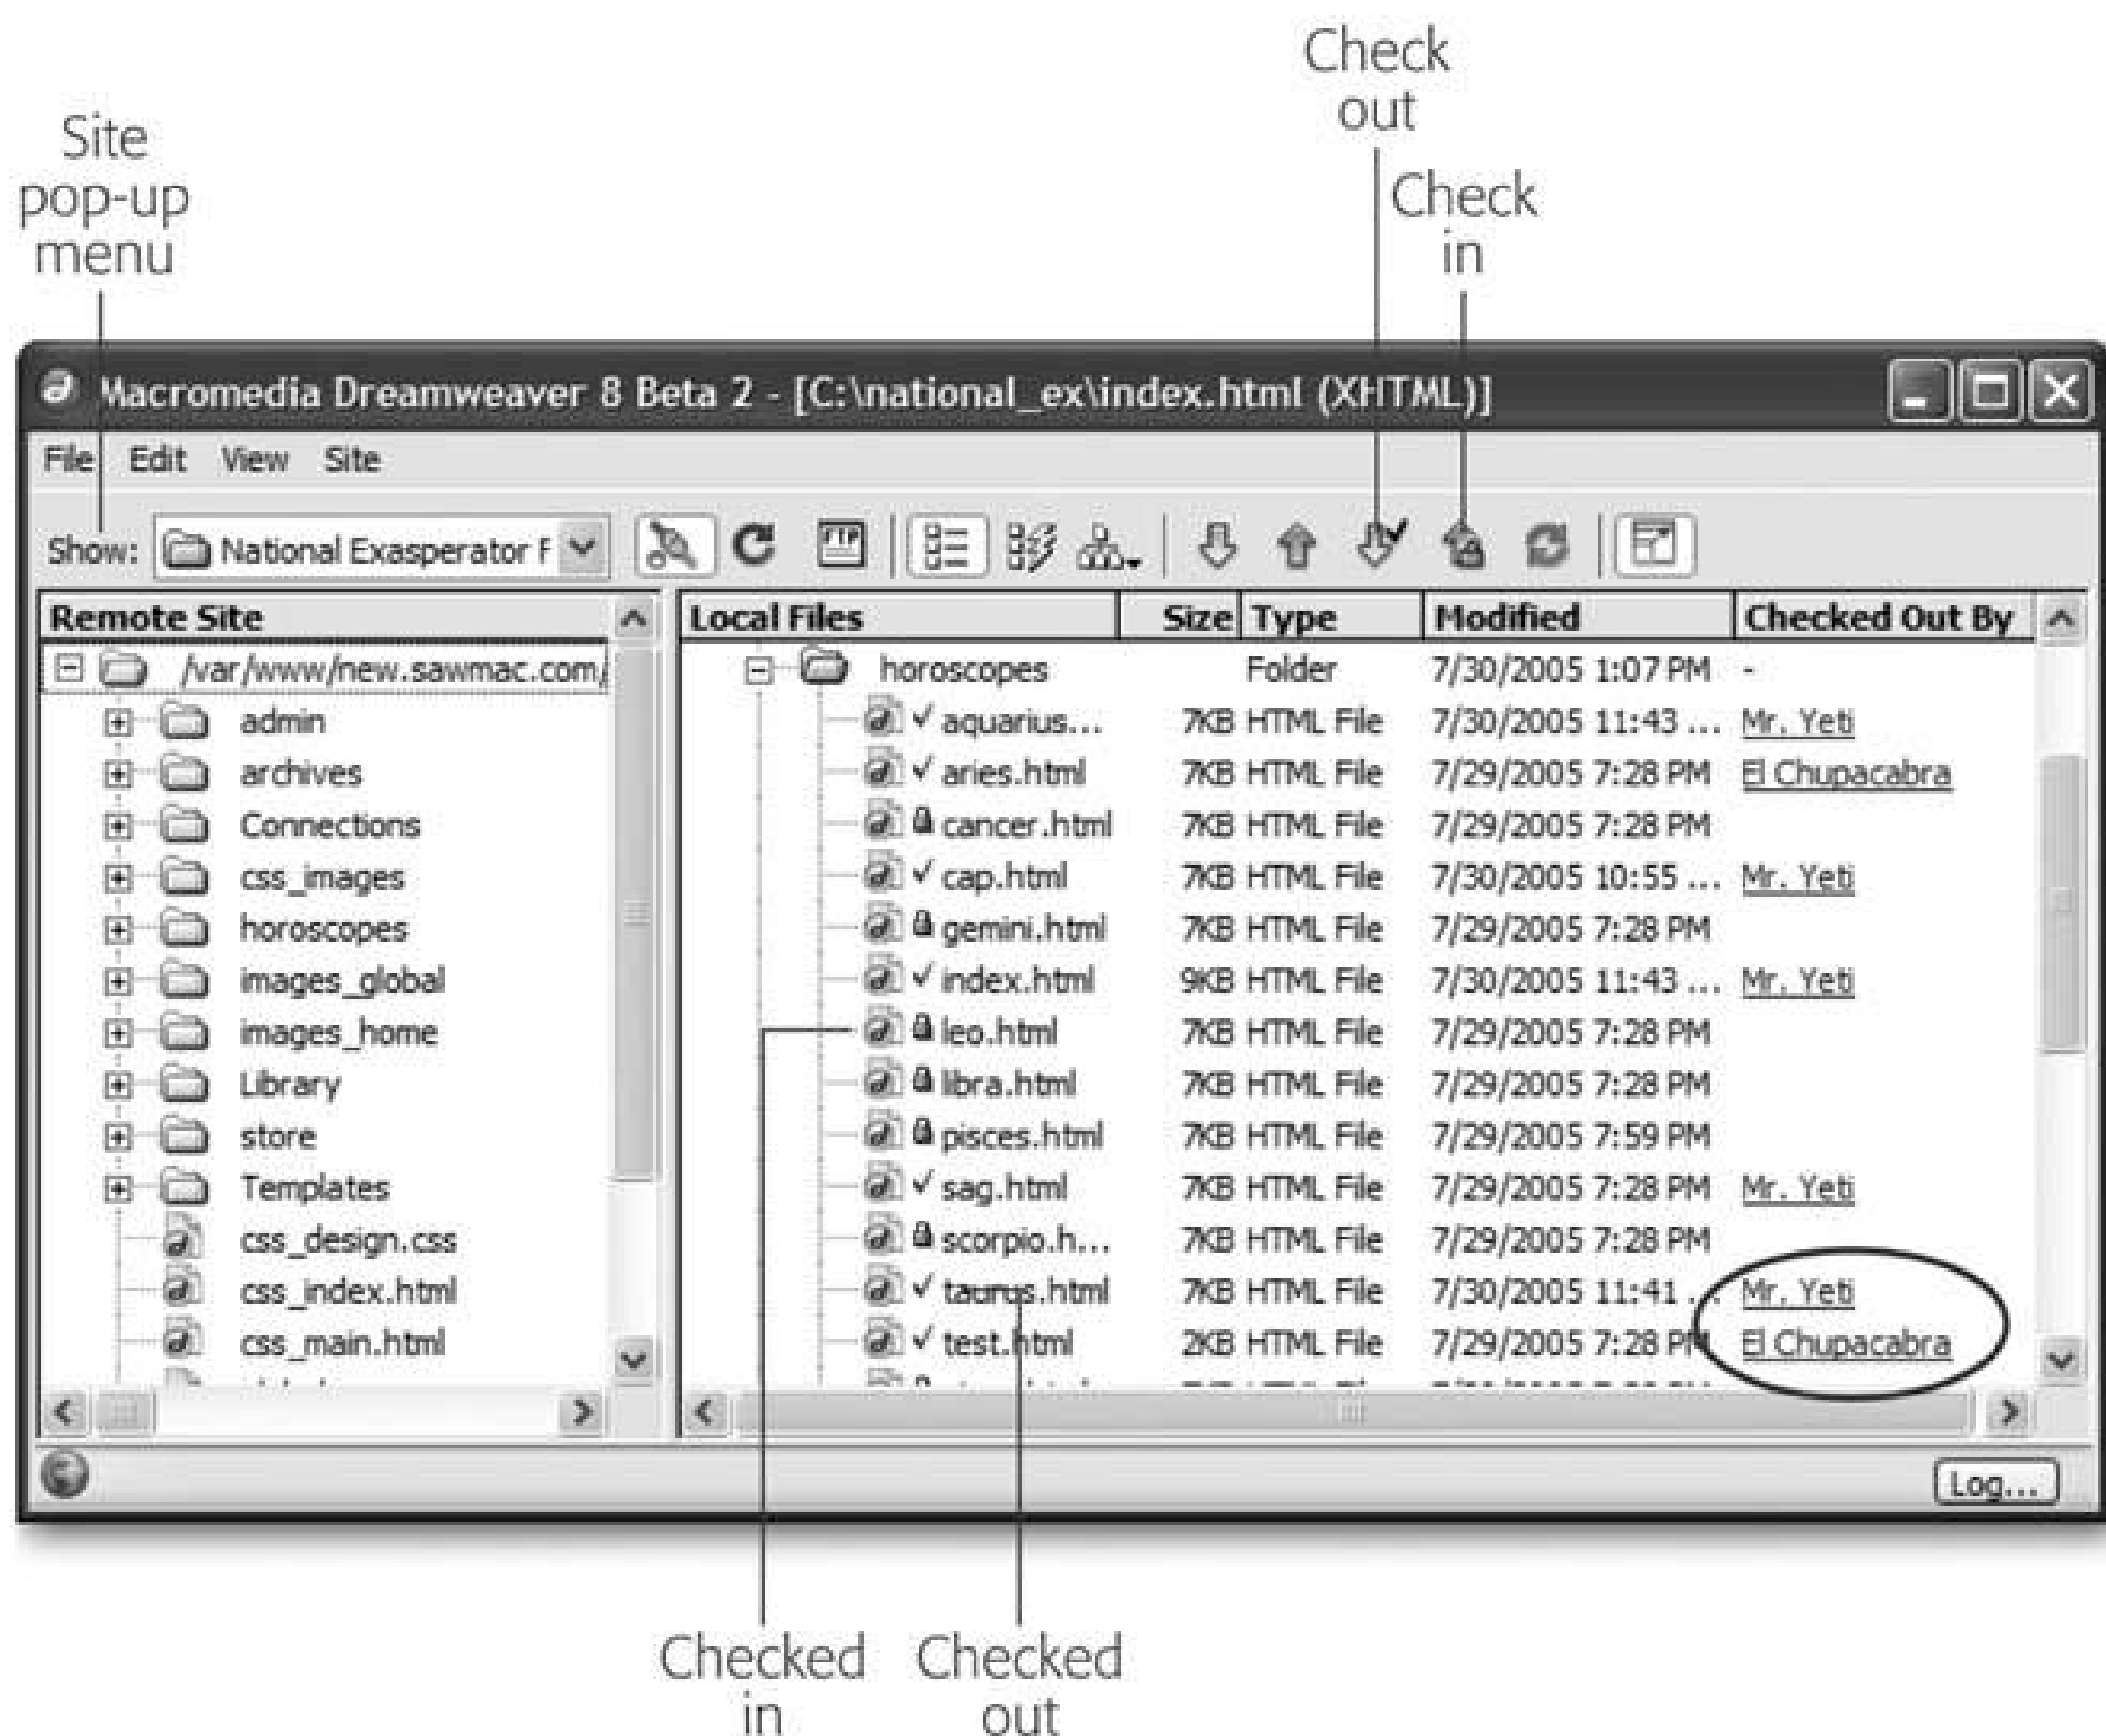 Check
out
Site
pop-up
menu
Check
in
Macromedia Dreamweaver 8 Beta 2 - [C:\national_ex\index.html (XHTML)]
File Edit View Site
Show: National Exasperator F
FTP
Remote Site
/var/www/new.sawmac.com/
admin
archives
Connections
css_images
horoscopes
images_global
images_home
Library
store
Templates
css_design.css
css_index.html
css_main.html
Local Files Size Type Modified Checked Out By
horoscopes Folder 7/30/2005 1:07 PM -
aquarius... 7KB HTML File 7/30/2005 11:43 ... Mr. Yeti
aries.html 7KB HTML File 7/29/2005 7:28 PM El Chupacabra
cancer.html 7KB HTML File 7/29/2005 7:28 PM
cap.html 7KB HTML File 7/30/2005 10:55 ... Mr. Yeti
gemini.html 7KB HTML File 7/29/2005 7:28 PM
index.html 9KB HTML File 7/30/2005 11:43 ... Mr. Yeti
leo.html 7KB HTML File 7/29/2005 7:28 PM
libra.html 7KB HTML File 7/29/2005 7:28 PM
pisces.html 7KB HTML File 7/29/2005 7:59 PM
sag.html 7KB HTML File 7/29/2005 7:28 PM Mr. Yeti
scorpio.h... 7KB HTML File 7/29/2005 7:28 PM
taurus.html 7KB HTML File 7/30/2005 11:41 ... Mr. Yeti
test.html 2KB HTML File 7/29/2005 7:28 PM El Chupacabra
Log...
Checked
in
Checked
out